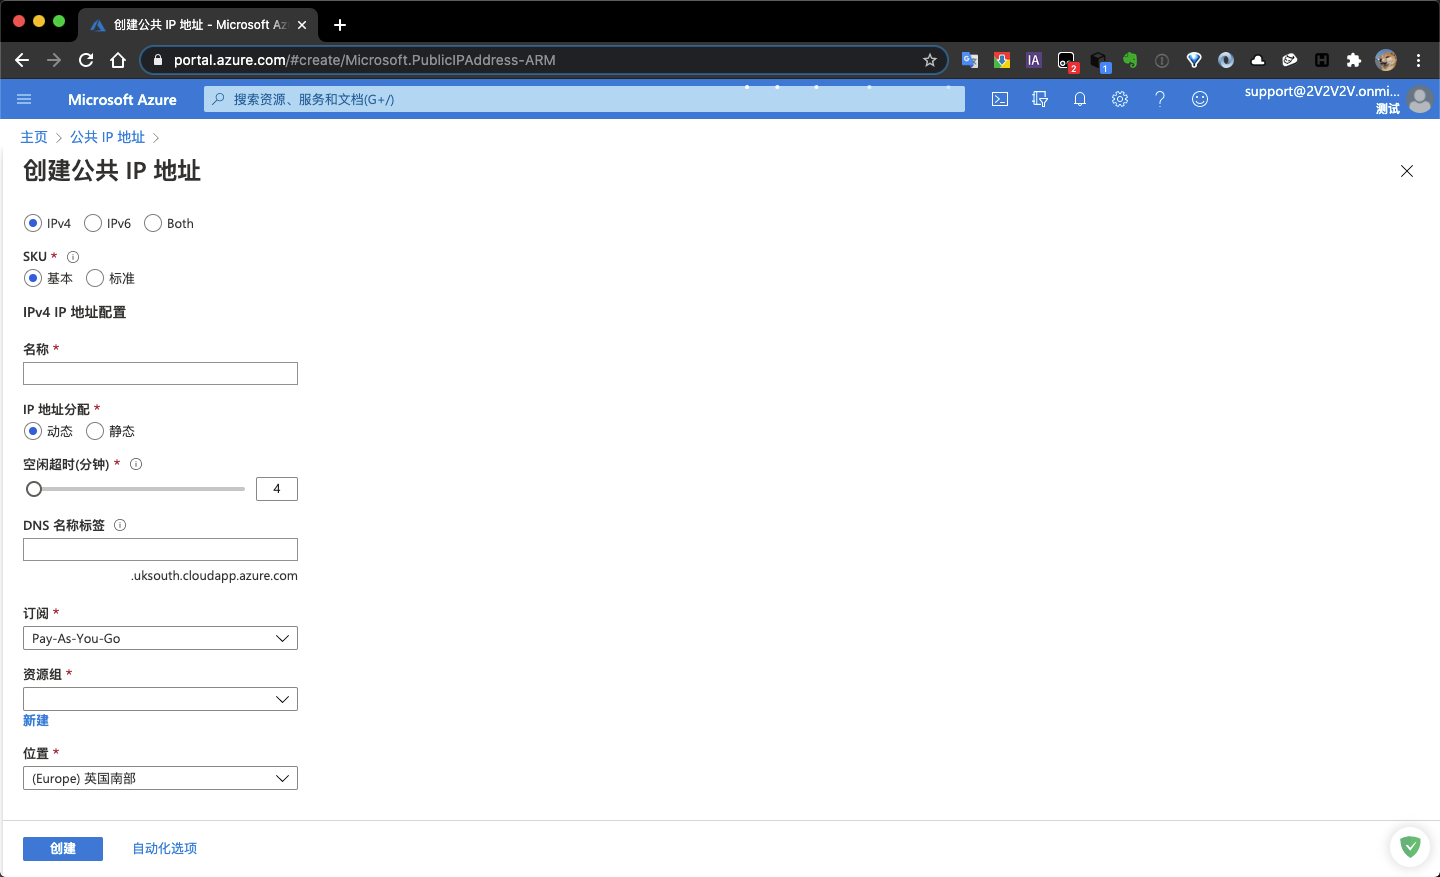 创建公共 IP 地址 - Microsoft Az
portal.azure.com/#create/Microsoft.PublicIPAddress-ARM
IA
2
1
H
Microsoft Azure
搜索资源、服务和文档(G+/)
support@2V2V2V.onmi...
测试
主页 > 公共 IP 地址 >
创建公共 IP 地址
IPv4 IPv6 Both
SKU *
基本 标准
IPv4 IP 地址配置
名称 *
IP 地址分配 *
动态 静态
空闲超时(分钟) *
4
DNS 名称标签
.uksouth.cloudapp.azure.com
订阅 *
Pay-As-You-Go
资源组 *
新建
位置 *
(Europe) 英国南部
创建 自动化选项